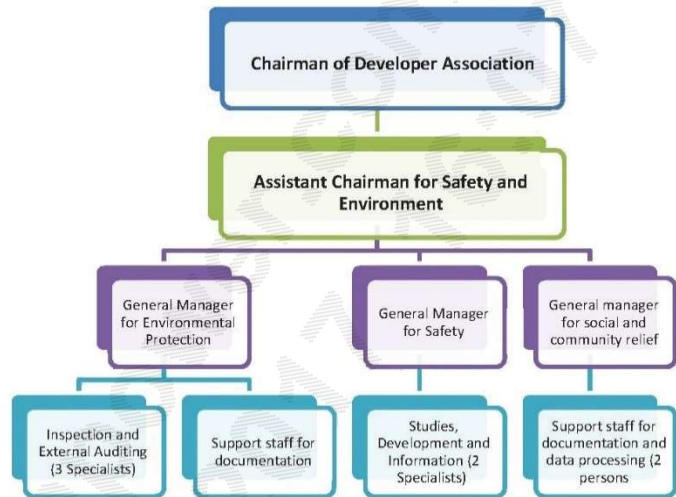 Chairman of Developer Association
Assistant Chairman for Safety and
Environment
General Manager
for Environmental
Protection
General Manager
for Safety
General manager
for social and
community relief
Inspection and
External Auditing
(3 Specialists)
Support staff for
documentation
Studies,
Development and
Information (2
Specialists)
Support staff for
documentation and
data processing (2
persons